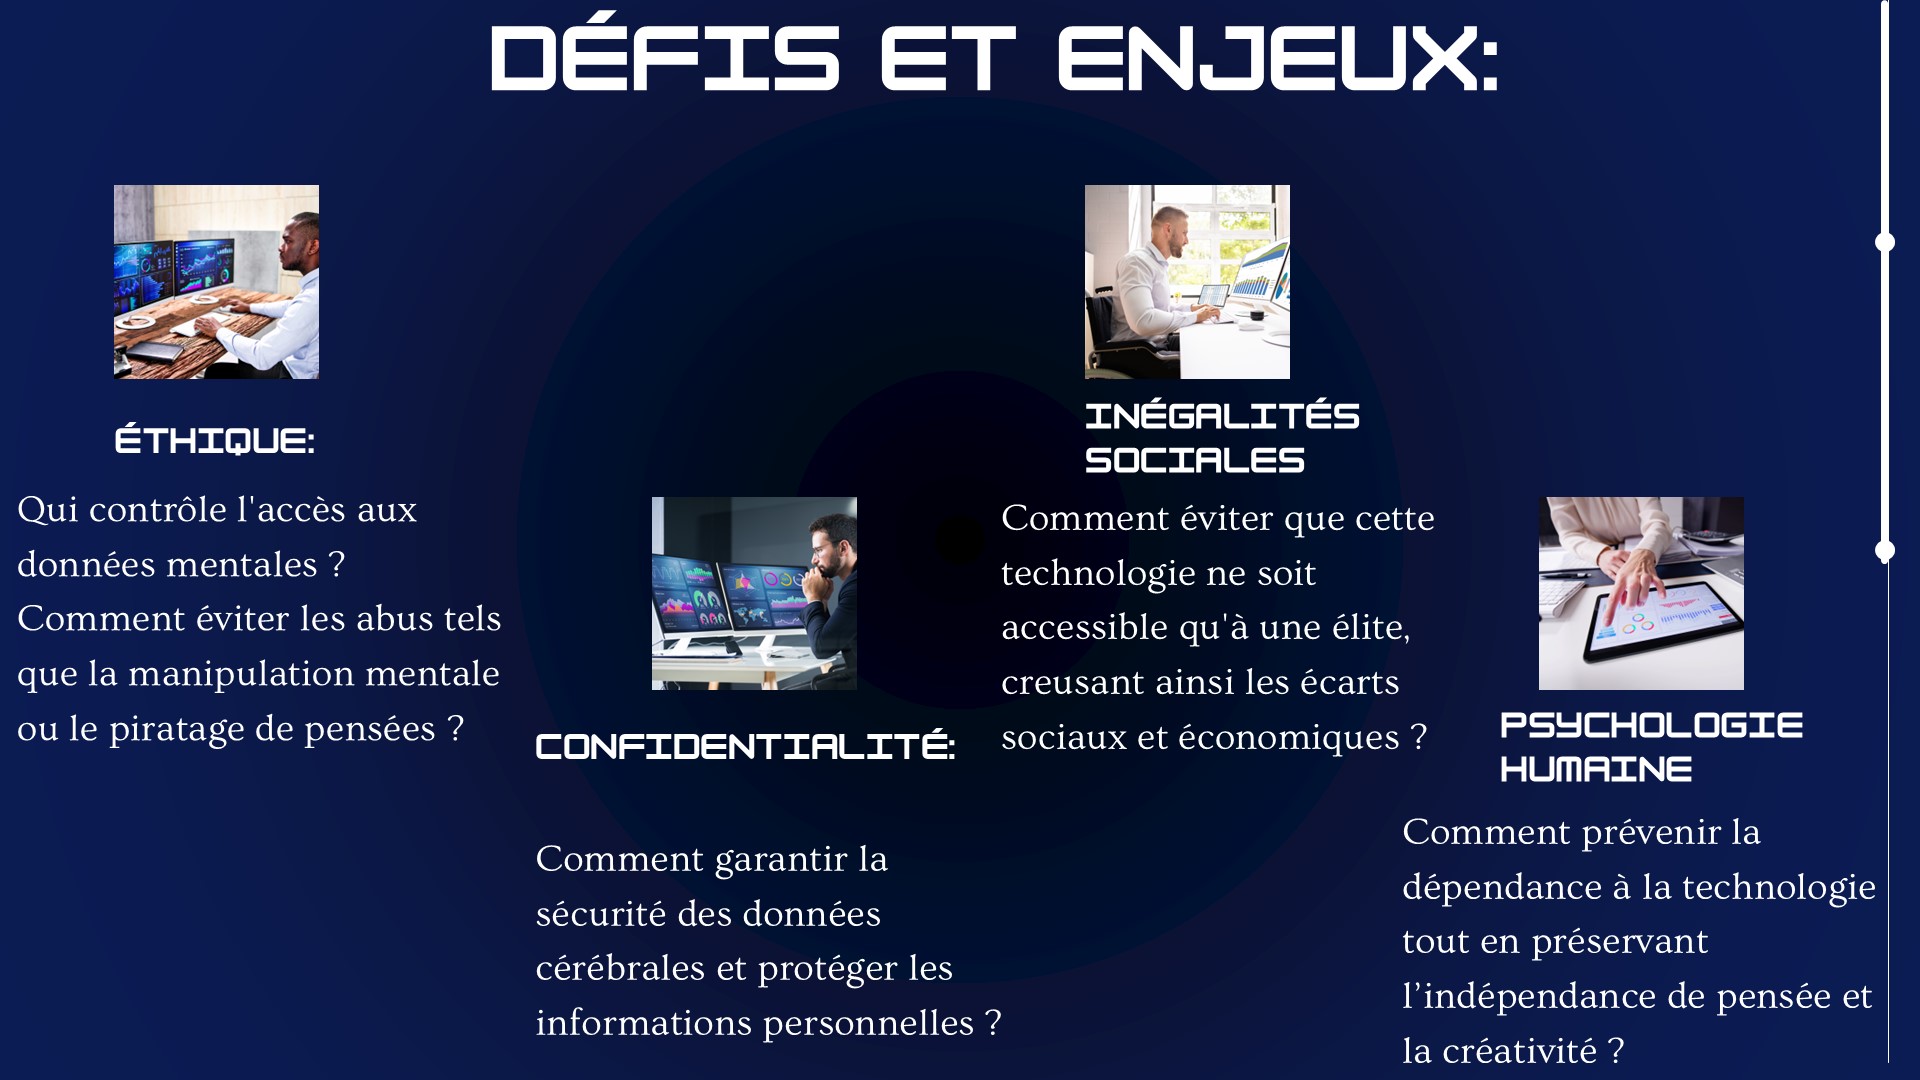 DÉFIS ET ENJEUX:
ÉTHIQUE:
Qui contrôle l'accès aux
données mentales ?
Comment éviter les abus tels
que la manipulation mentale
ou le piratage de pensées ?
CONFIDENTIALITÉ:
Comment garantir la
sécurité des données
cérébrales et protéger les
informations personnelles ?
INÉGALITÉS
SOCIALES
Comment éviter que cette
technologie ne soit
accessible qu'à une élite,
creusant ainsi les écarts
sociaux et économiques ?
PSYCHOLOGIE
HUMAINE
Comment prévenir la
dépendance à la technologie
tout en préservant
l’indépendance de pensée et
la créativité ?